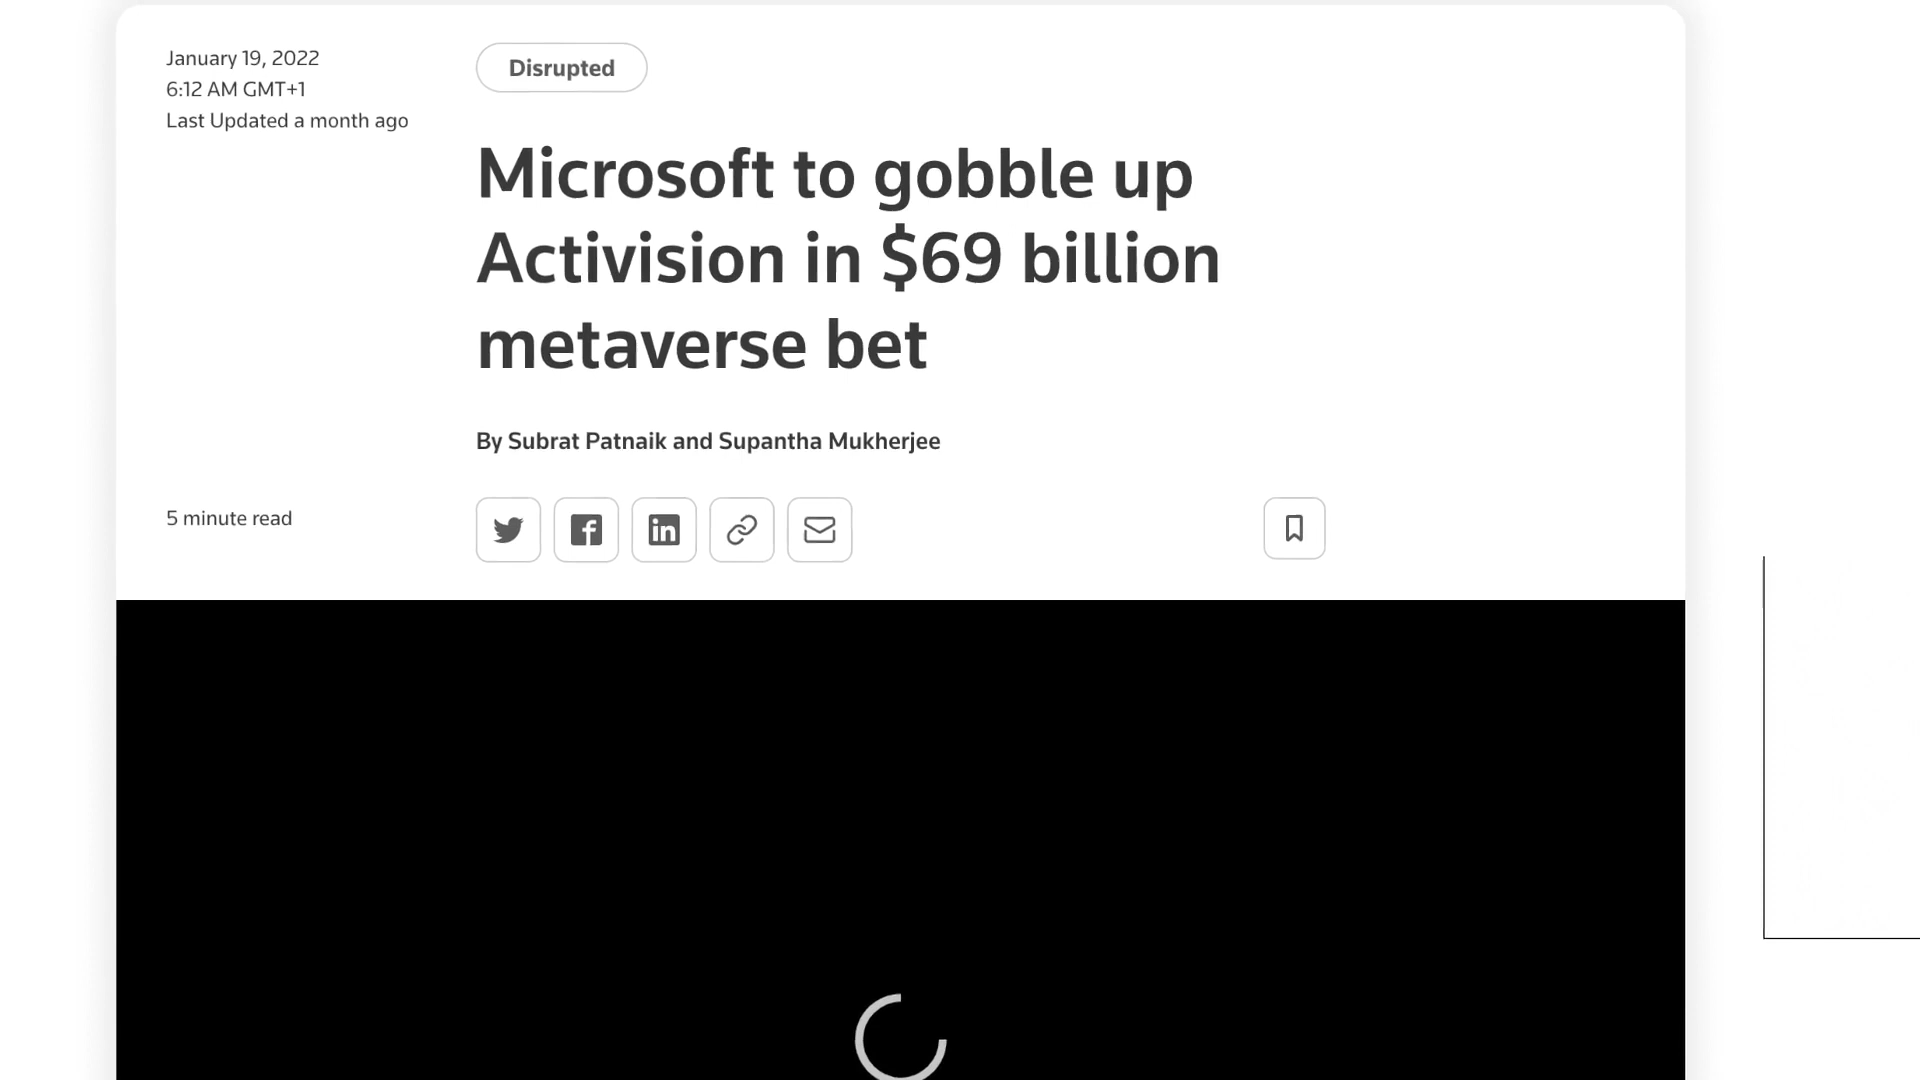 January 19, 2022
6:12 AM GMT+1
Last Updated a month ago
Disrupted
Microsoft to gobble up
Activision in $69 billion
metaverse bet
By Subrat Patnaik and Supantha Mukherjee
5 minute read